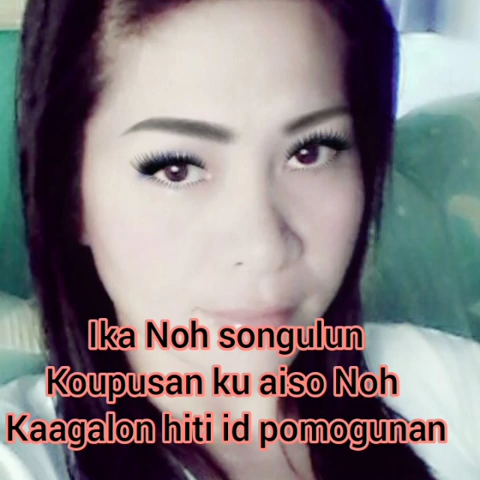 Ika Noh songulun
Koupusan ku aiso Noh
Kaagalon hiti id pomogunan